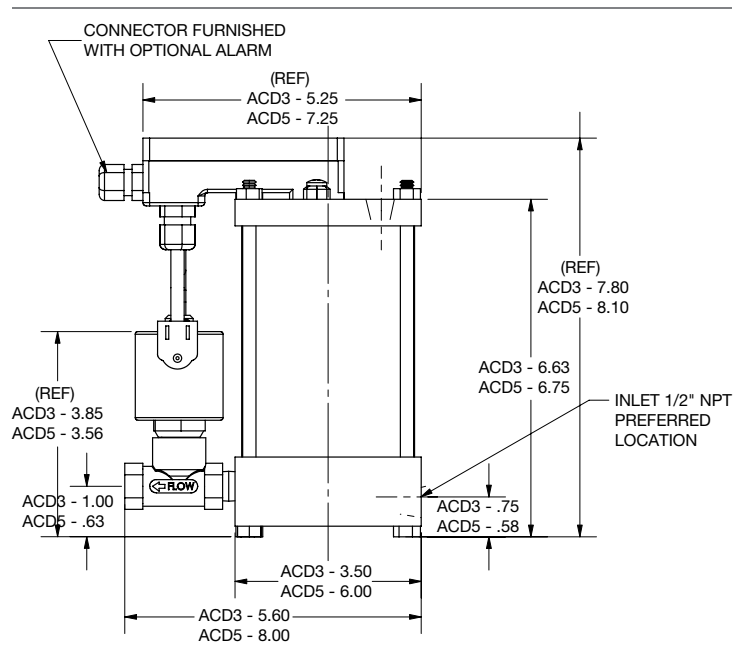 CONNECTOR FURNISHED
WITH OPTIONAL ALARM
(REF)
ACD3 - 5.25
ACD5 - 7.25
(REF)
ACD3 - 7.80
ACD5 - 8.10
ACD3 - 6.63
ACD5 - 6.75
(REF)
ACD3 - 3.85
ACD5 - 3.56
INLET 1/2" NPT
PREFERRED
LOCATION
FLOW
ACD3 - 1.00
ACD5 - .63
ACD3 - .75
ACD5 - .58
ACD3 - 3.50
ACD5 - 6.00
ACD3 - 5.60
ACD5 - 8.00